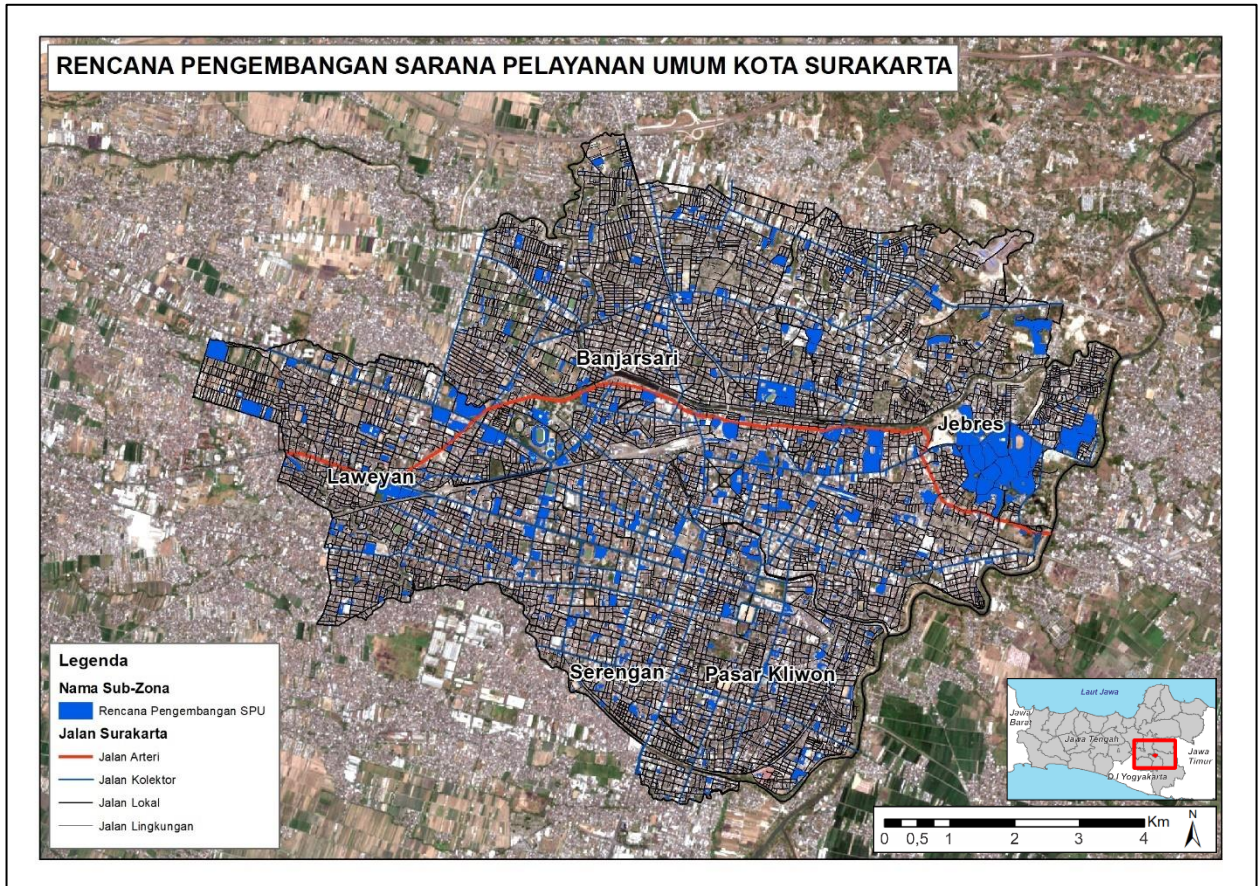 RENCANA PENGEMBANGAN SARANA PELAYANAN UMUM KOTA SURAKARTA
Banjarsari
Jebres
Laweyan
Serengan
Pasar Kliwon
Legenda
Nama Sub-Zona
Rencana Pengembangan SPU
Jalan Surakarta
Jalan Arteri
Jalan Kolektor
Jalan Lokal
Jalan Lingkungan
Laut Jawa
Jawa
Barat
Jawa Tengah
Jawa
Timur
D.I Yogyakarta
Km
N
0 0,5 1 2 3 4